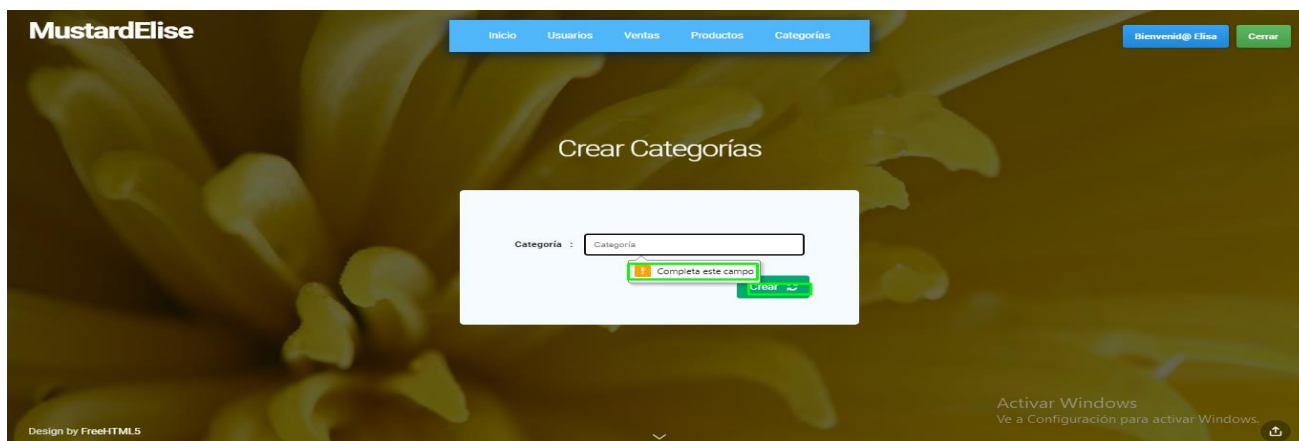 MustardElise
Inicio Usuarios Ventas Productos Categorías
Bienvenid@ Elisa Cerrar
Crear Categorías
Categoría : Categoría
! Completa este campo
Crear
Activar Windows
Ve a Configuración para activar Windows.
Design by FreeHTML5